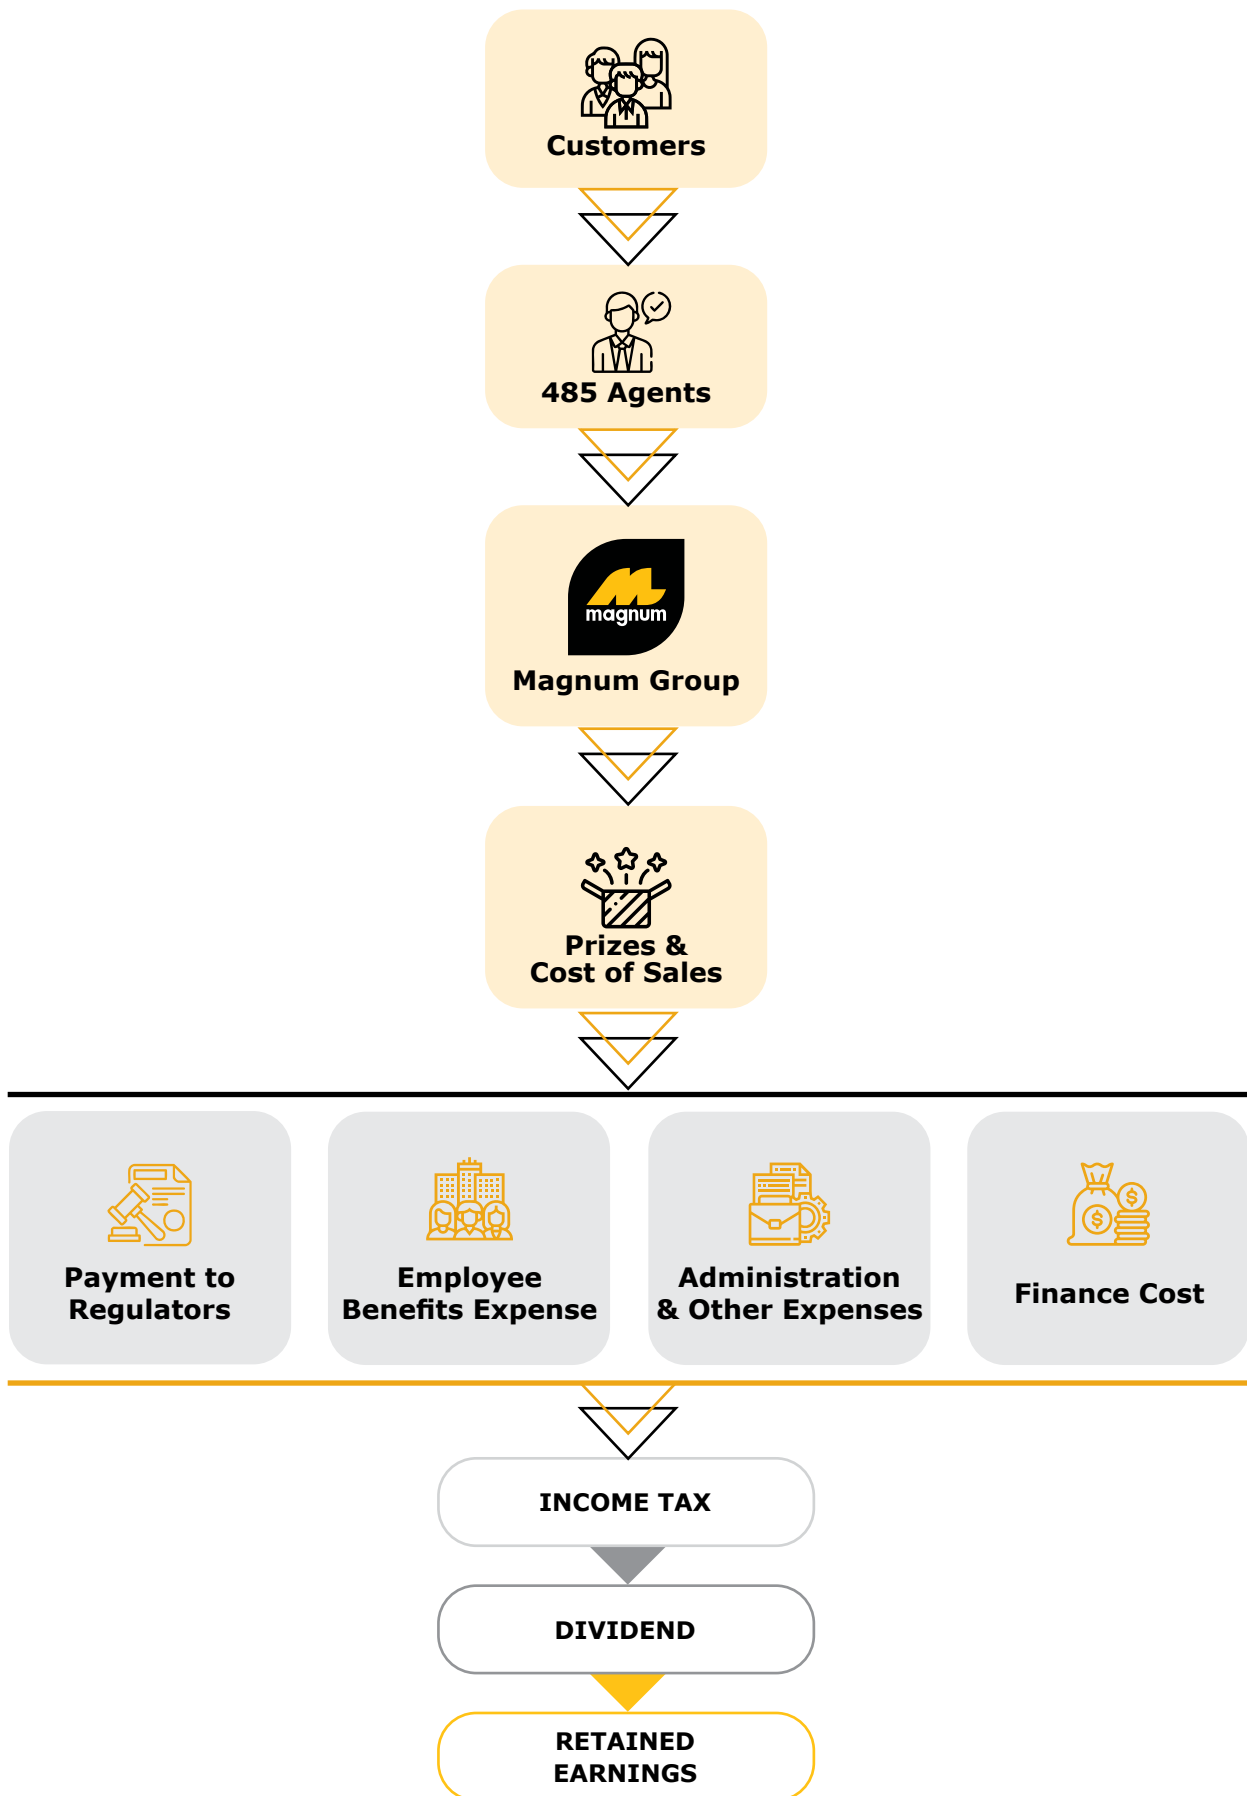 Customers
485 Agents
magnum
Magnum Group
Prizes &
Cost of Sales
Payment to
Regulators
Employee
Benefits Expense
Administration
& Other Expenses
Finance Cost
INCOME TAX
DIVIDEND
RETAINED
EARNINGS